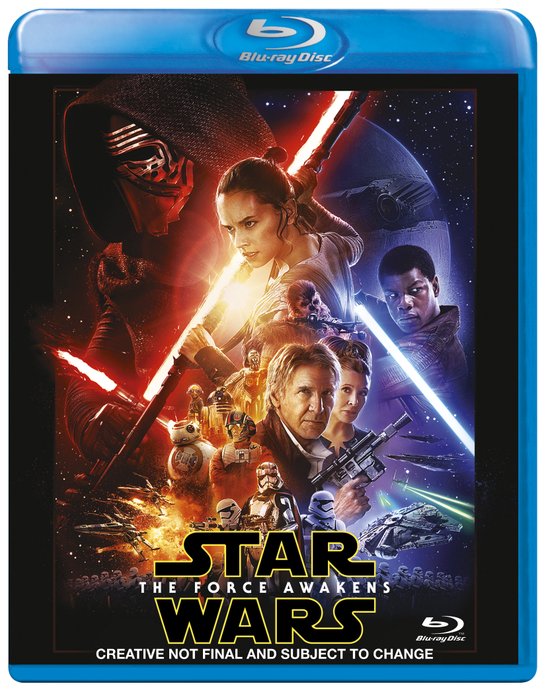 Blu-ray Disc
STAR
THE FORCE AWAKENS
WARS
Blu-ray Disc
CREATIVE NOT FINAL AND SUBJECT TO CHANGE